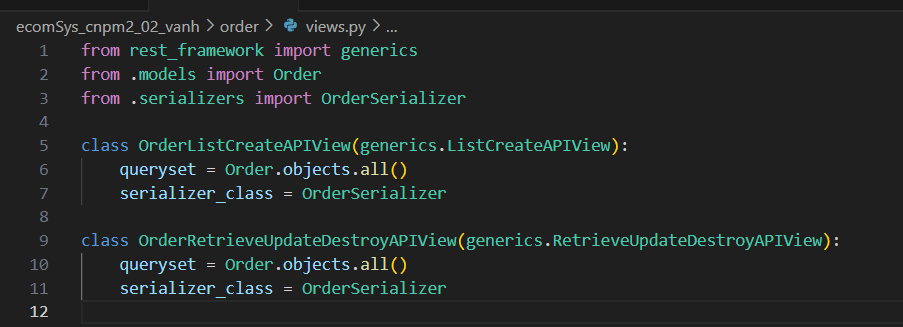 ecomSys_cnpm2_02_vanh > order > views.py > ...
1 from rest_framework import generics
2 from .models import Order
3 from .serializers import OrderSerializer
4
5 class OrderListCreateAPIView(generics.ListCreateAPIView):
6     queryset = Order.objects.all()
7     serializer_class = OrderSerializer
8
9 class OrderRetrieveUpdateDestroyAPIView(generics.RetrieveUpdateDestroyAPIView):
10     queryset = Order.objects.all()
11     serializer_class = OrderSerializer
12